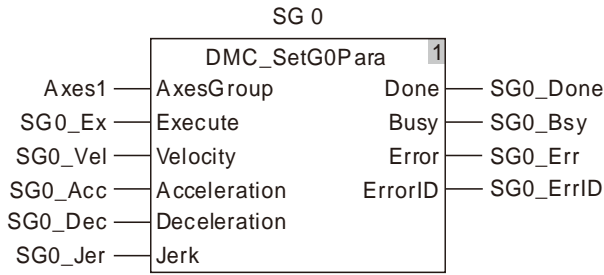 SG 0
DMC_SetG0Para 1
Axes1 AxesGroup Done SG0_Done
SG0_Ex Execute Busy SG0_Bsy
SG0_Vel Velocity Error SG0_Err
SG0_Acc Acceleration ErrorID SG0_ErrID
SG0_Dec Deceleration
SG0_Jer Jerk